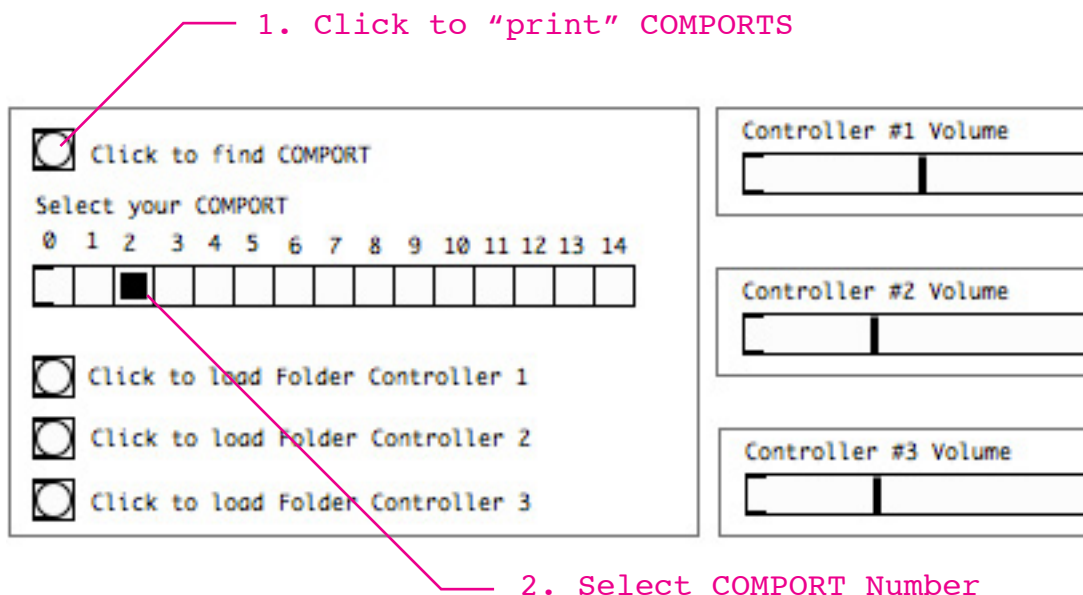 1. Click to “print” COMPORTS
Click to find COMPORT
Select your COMPORT
0 1 2 3 4 5 6 7 8 9 10 11 12 13 14
Click to load Folder Controller 1
Click to load Folder Controller 2
Click to load Folder Controller 3
Controller #1 Volume
Controller #2 Volume
Controller #3 Volume
2. Select COMPORT Number